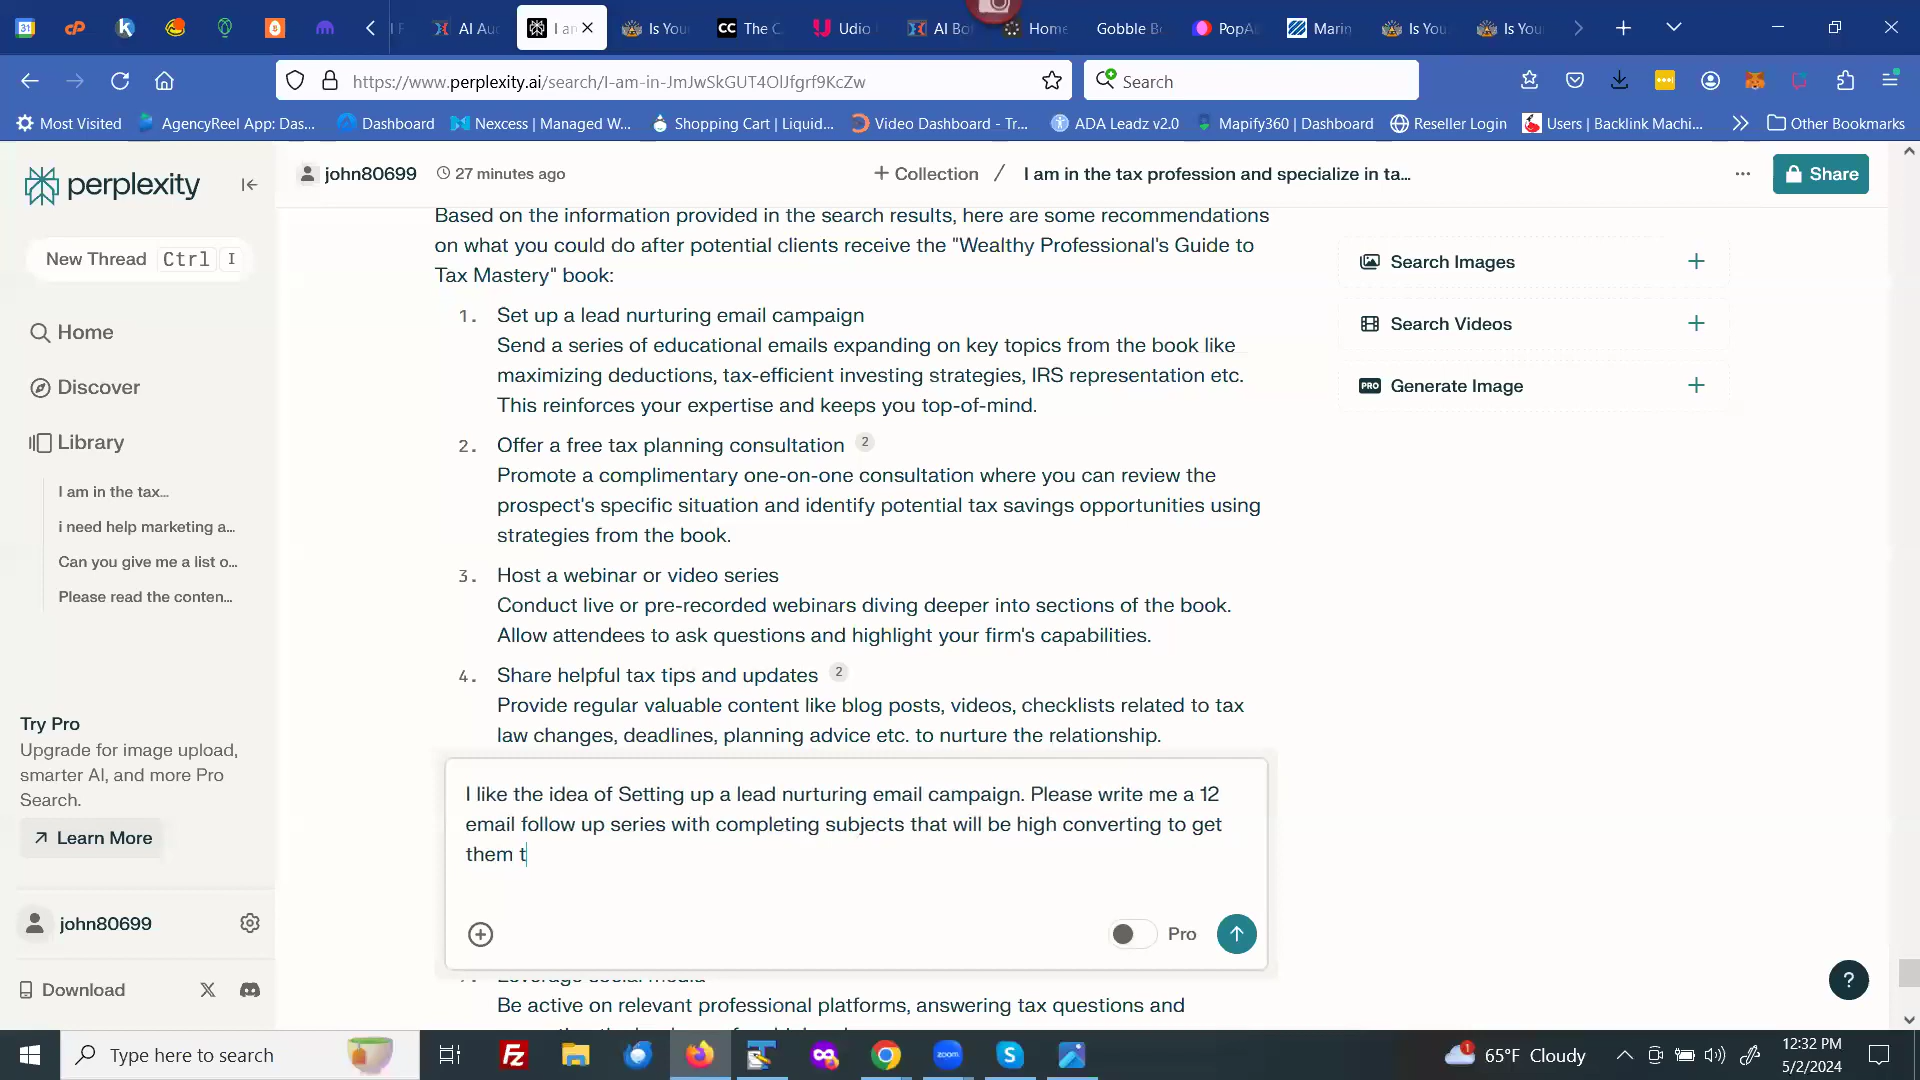 31
AI Au
I ar
Is You
CC The C
Udio
AI Bo
Home
Gobble B
PopA
Marin
Is You
Is You
https://www.perplexity.ai/search/I-am-in-JmJwSkGUT4OlJfgrf9KcZw
Search
Most Visited
AgencyReel App: Das...
Dashboard
Nexcess | Managed W...
Shopping Cart | Liquid...
Video Dashboard - Tr...
ADA Leadz v2.0
Mapify360 | Dashboard
Reseller Login
Users | Backlink Machi...
Other Bookmarks
perplexity
New Thread Ctrl I
Home
Discover
Library
I am in the tax...
i need help marketing a...
Can you give me a list o...
Please read the conten...
Try Pro
Upgrade for image upload,
smarter AI, and more Pro
Search.
Learn More
john80699
Download
john80699
27 minutes ago
Collection / I am in the tax profession and specialize in ta...
Share
Based on the information provided in the search results, here are some recommendations
on what you could do after potential clients receive the "Wealthy Professional's Guide to
Tax Mastery" book:
1. Set up a lead nurturing email campaign
Send a series of educational emails expanding on key topics from the book like
maximizing deductions, tax-efficient investing strategies, IRS representation etc.
This reinforces your expertise and keeps you top-of-mind.
2. Offer a free tax planning consultation 2
Promote a complimentary one-on-one consultation where you can review the
prospect's specific situation and identify potential tax savings opportunities using
strategies from the book.
3. Host a webinar or video series
Conduct live or pre-recorded webinars diving deeper into sections of the book.
Allow attendees to ask questions and highlight your firm's capabilities.
4. Share helpful tax tips and updates 2
Provide regular valuable content like blog posts, videos, checklists related to tax
law changes, deadlines, planning advice etc. to nurture the relationship.
I like the idea of Setting up a lead nurturing email campaign. Please write me a 12
email follow up series with completing subjects that will be high converting to get
them t
Pro
Leverage social media
Be active on relevant professional platforms, answering tax questions and
Search Images
Search Videos
PRO Generate Image
?
Type here to search
zoom
1
65°F Cloudy
12:32 PM
5/2/2024